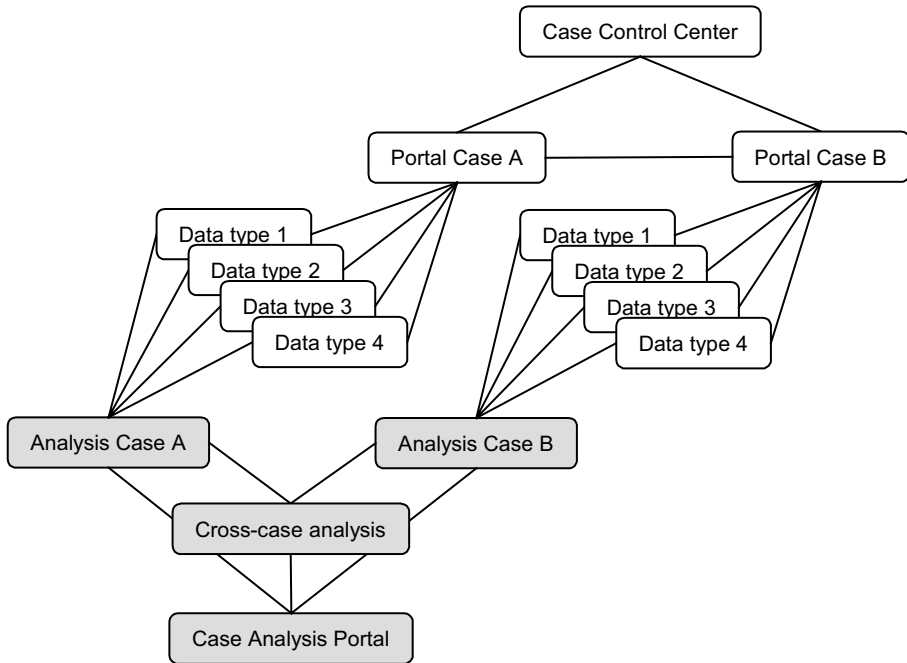 Case Control Center
Portal Case A
Portal Case B
Data type 1
Data type 2
Data type 3
Data type 4
Data type 1
Data type 2
Data type 3
Data type 4
Analysis Case A
Analysis Case B
Cross-case analysis
Case Analysis Portal